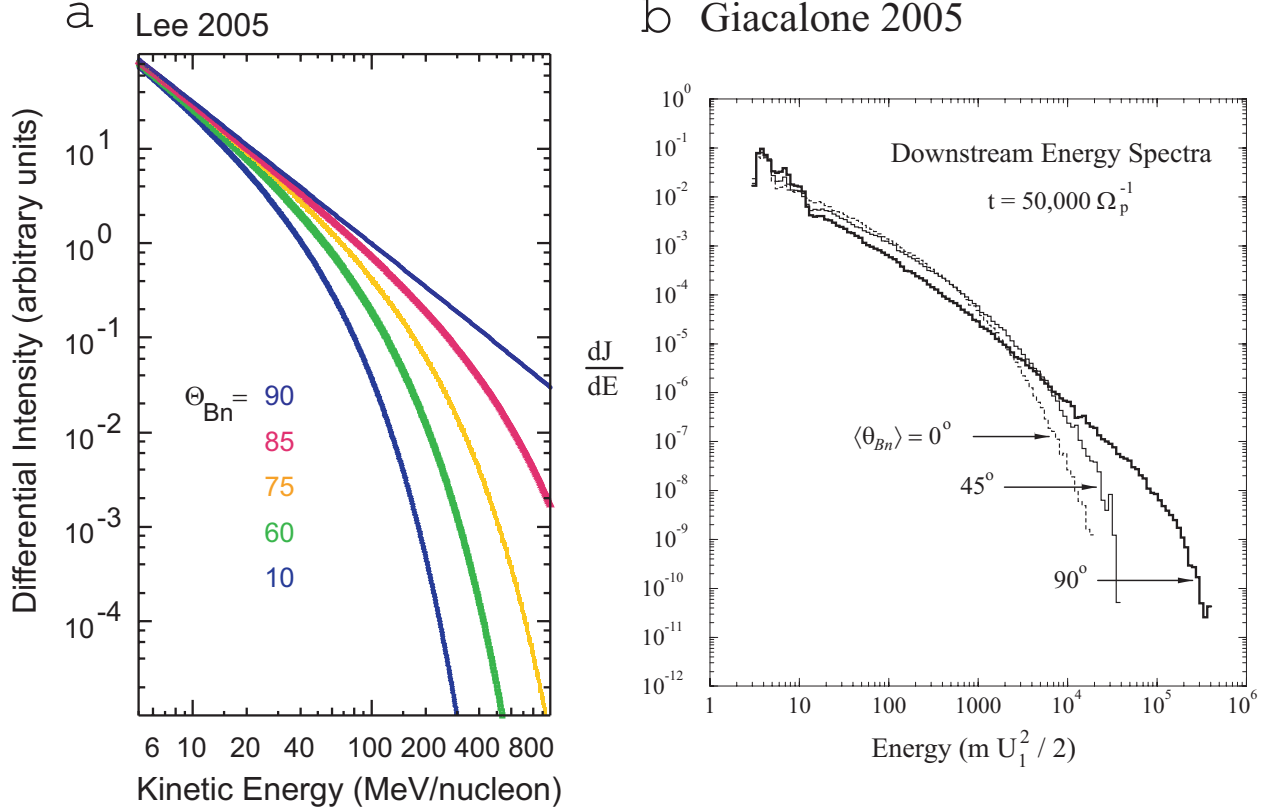 a Lee 2005
Differential Intensity (arbitrary units)
10^1
10^0
10^-1
10^-2
10^-3
10^-4
Θ_Bn= 90
85
75
60
10
6 10 20 40 100 200 400 800
Kinetic Energy (MeV/nucleon)
b Giacalone 2005
dJ
dE
10^0
10^-1
10^-2
10^-3
10^-4
10^-5
10^-6
10^-7
10^-8
10^-9
10^-10
10^-11
10^-12
Downstream Energy Spectra
t = 50,000 Ω_p^-1
⟨θ_Bn⟩ = 0°
45°
90°
1 10 100 1000 10^4 10^5 10^6
Energy (m U_1^2 / 2)